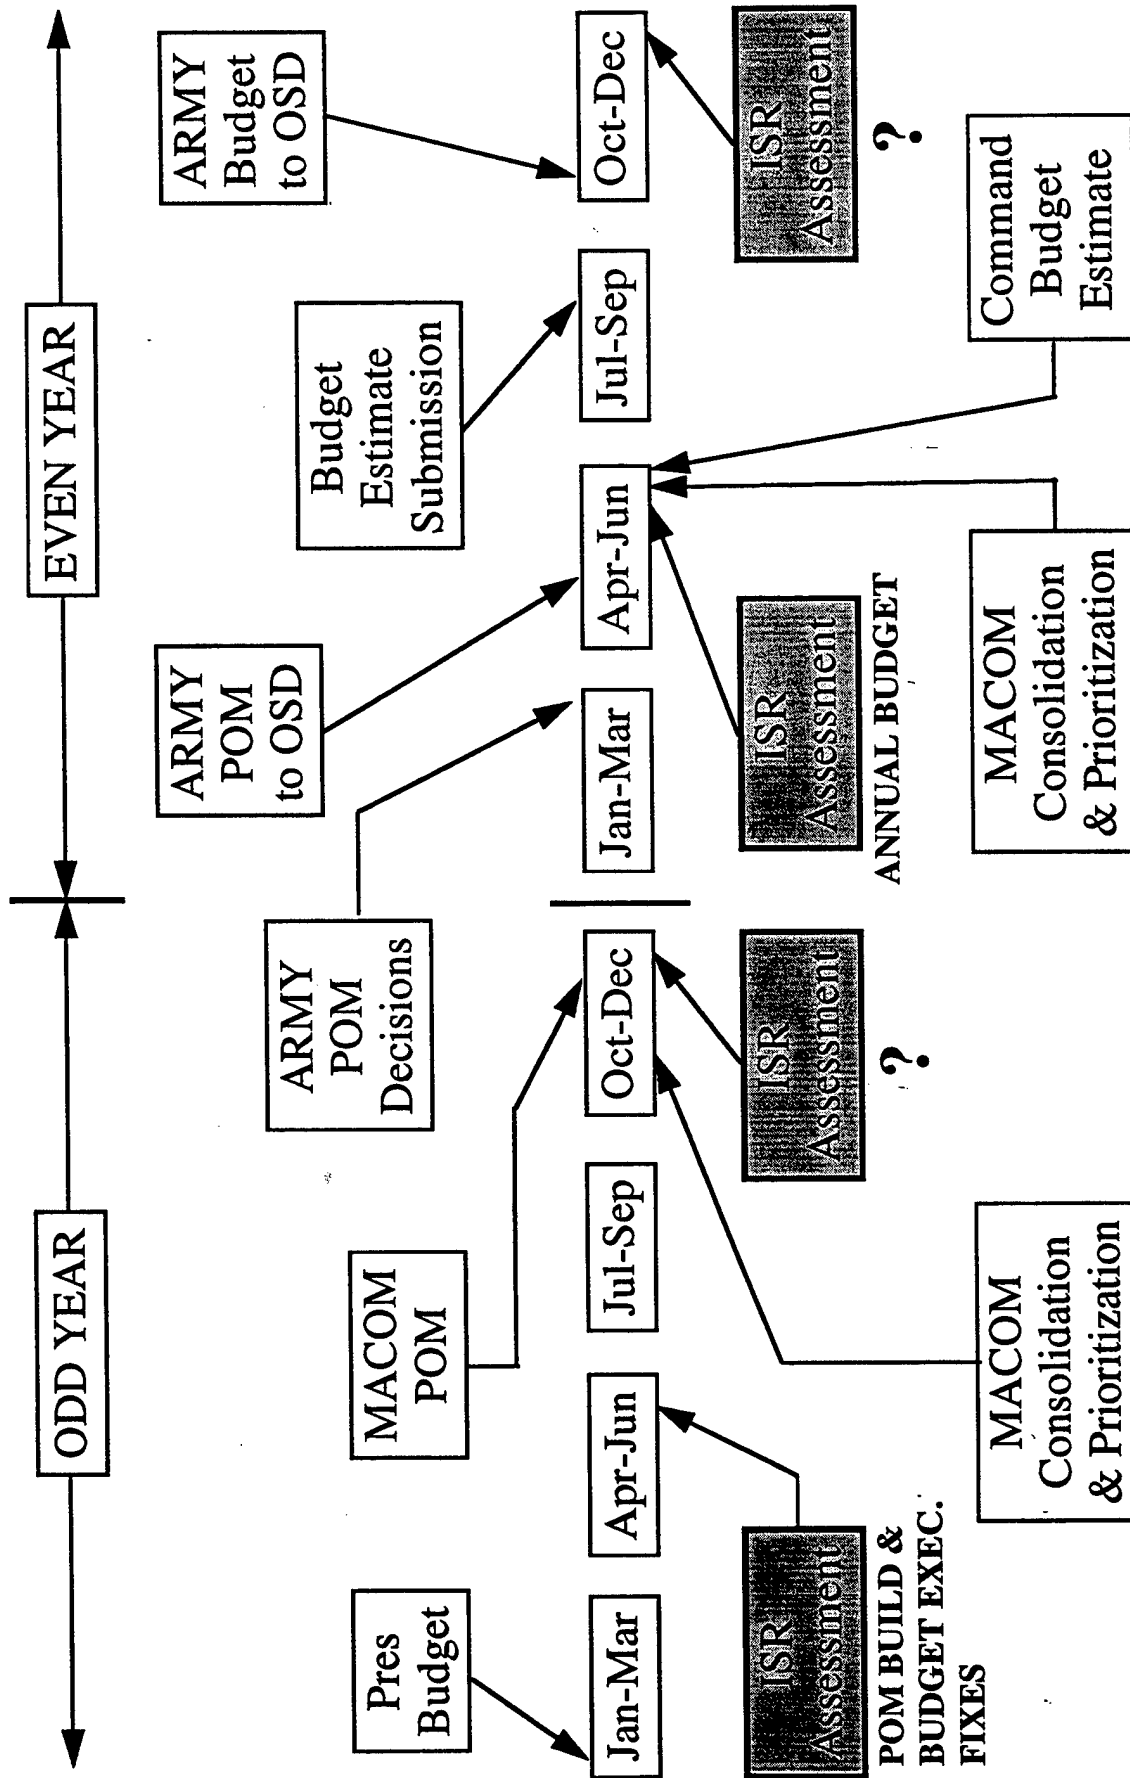 ODD YEAR
EVEN YEAR
Pres
Budget
MACOM
POM
ARMY
POM
Decisions
ARMY
POM
to OSD
Budget
Estimate
Submission
ARMY
Budget
to OSD
Jan-Mar
Apr-Jun
Jul-Sep
Oct-Dec
Jan-Mar
Apr-Jun
Jul-Sep
Oct-Dec
ISR
Assessment
POM BUILD &
BUDGET EXEC.
FIXES
ISR
Assessment
?
ISR
Assessment
ANNUAL BUDGET
ISR
Assessment
?
MACOM
Consolidation
& Prioritization
MACOM
Consolidation
& Prioritization
Command
Budget
Estimate